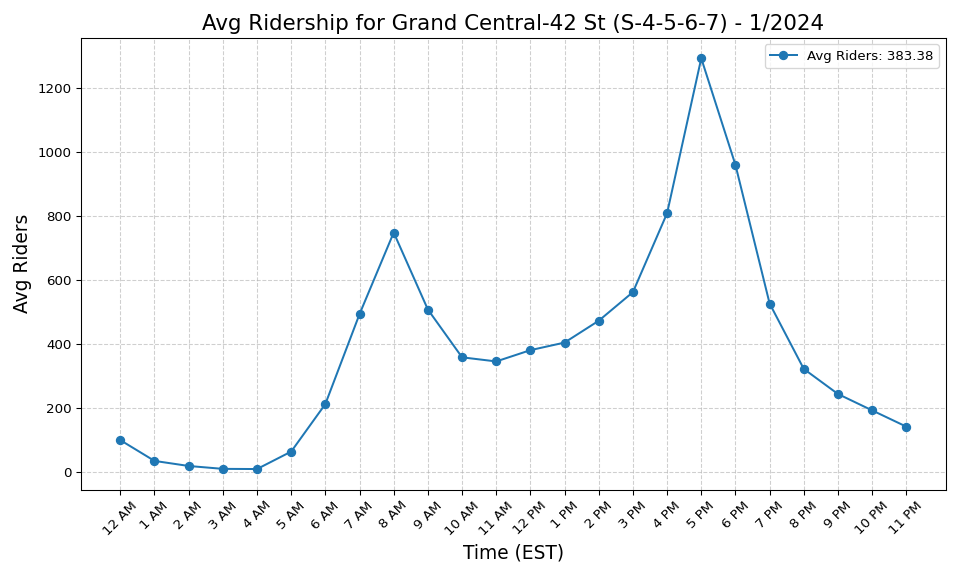 Avg Ridership for Grand Central-42 St (S-4-5-6-7) - 1/2024
Avg Riders: 383.38
1200
1000
800
600
400
200
0
Avg Riders
12 AM
1 AM
2 AM
3 AM
4 AM
5 AM
6 AM
7 AM
8 AM
9 AM
10 AM
11 AM
12 PM
1 PM
2 PM
3 PM
4 PM
5 PM
6 PM
7 PM
8 PM
9 PM
10 PM
11 PM
Time (EST)